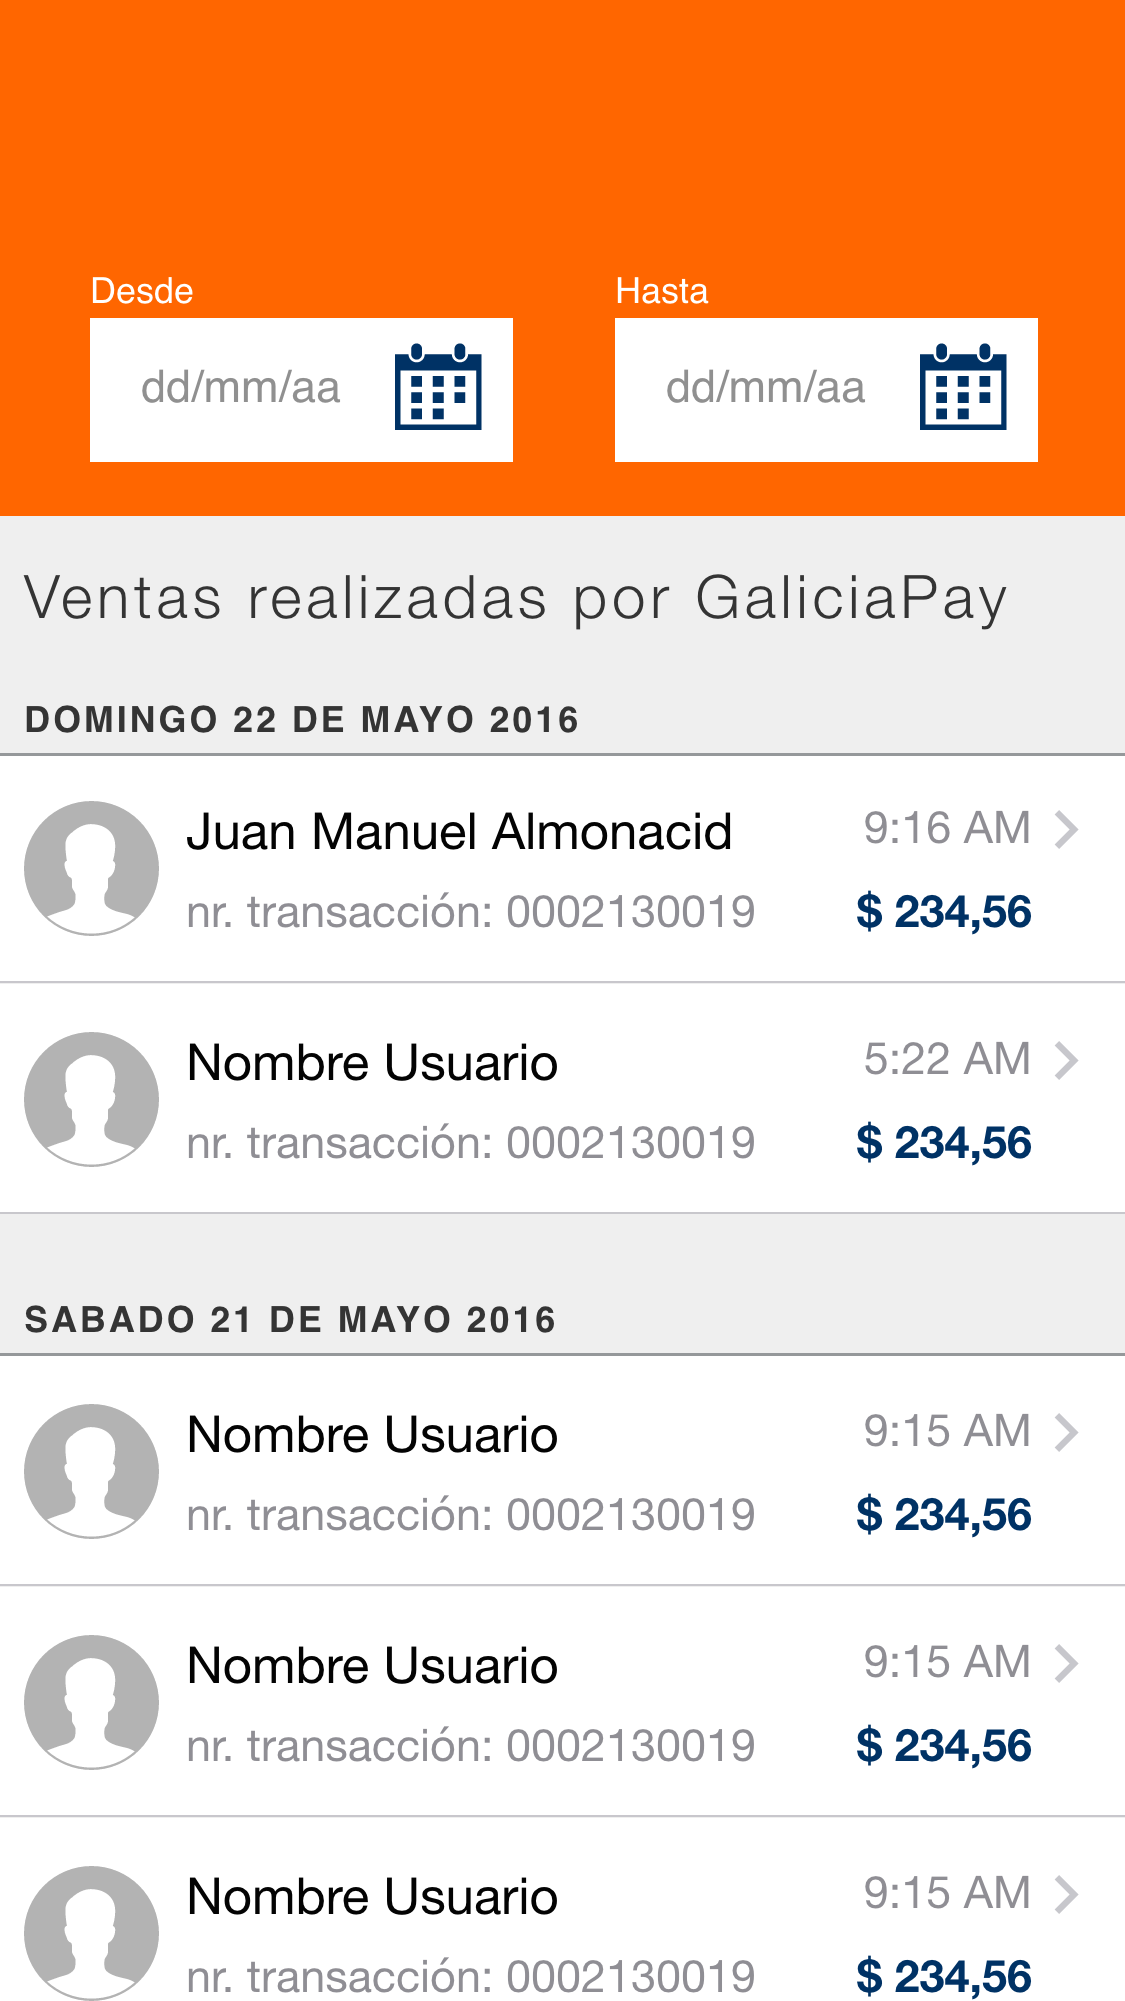 Desde Hasta
dd/mm/aa dd/mm/aa
Ventas realizadas por GaliciaPay
DOMINGO 22 DE MAYO 2016
Juan Manuel Almonacid 9:16 AM
nr. transacción: 0002130019 $ 234,56
Nombre Usuario 5:22 AM
nr. transacción: 0002130019 $ 234,56
SABADO 21 DE MAYO 2016
Nombre Usuario 9:15 AM
nr. transacción: 0002130019 $ 234,56
Nombre Usuario 9:15 AM
nr. transacción: 0002130019 $ 234,56
Nombre Usuario 9:15 AM
nr. transacción: 0002130019 $ 234,56